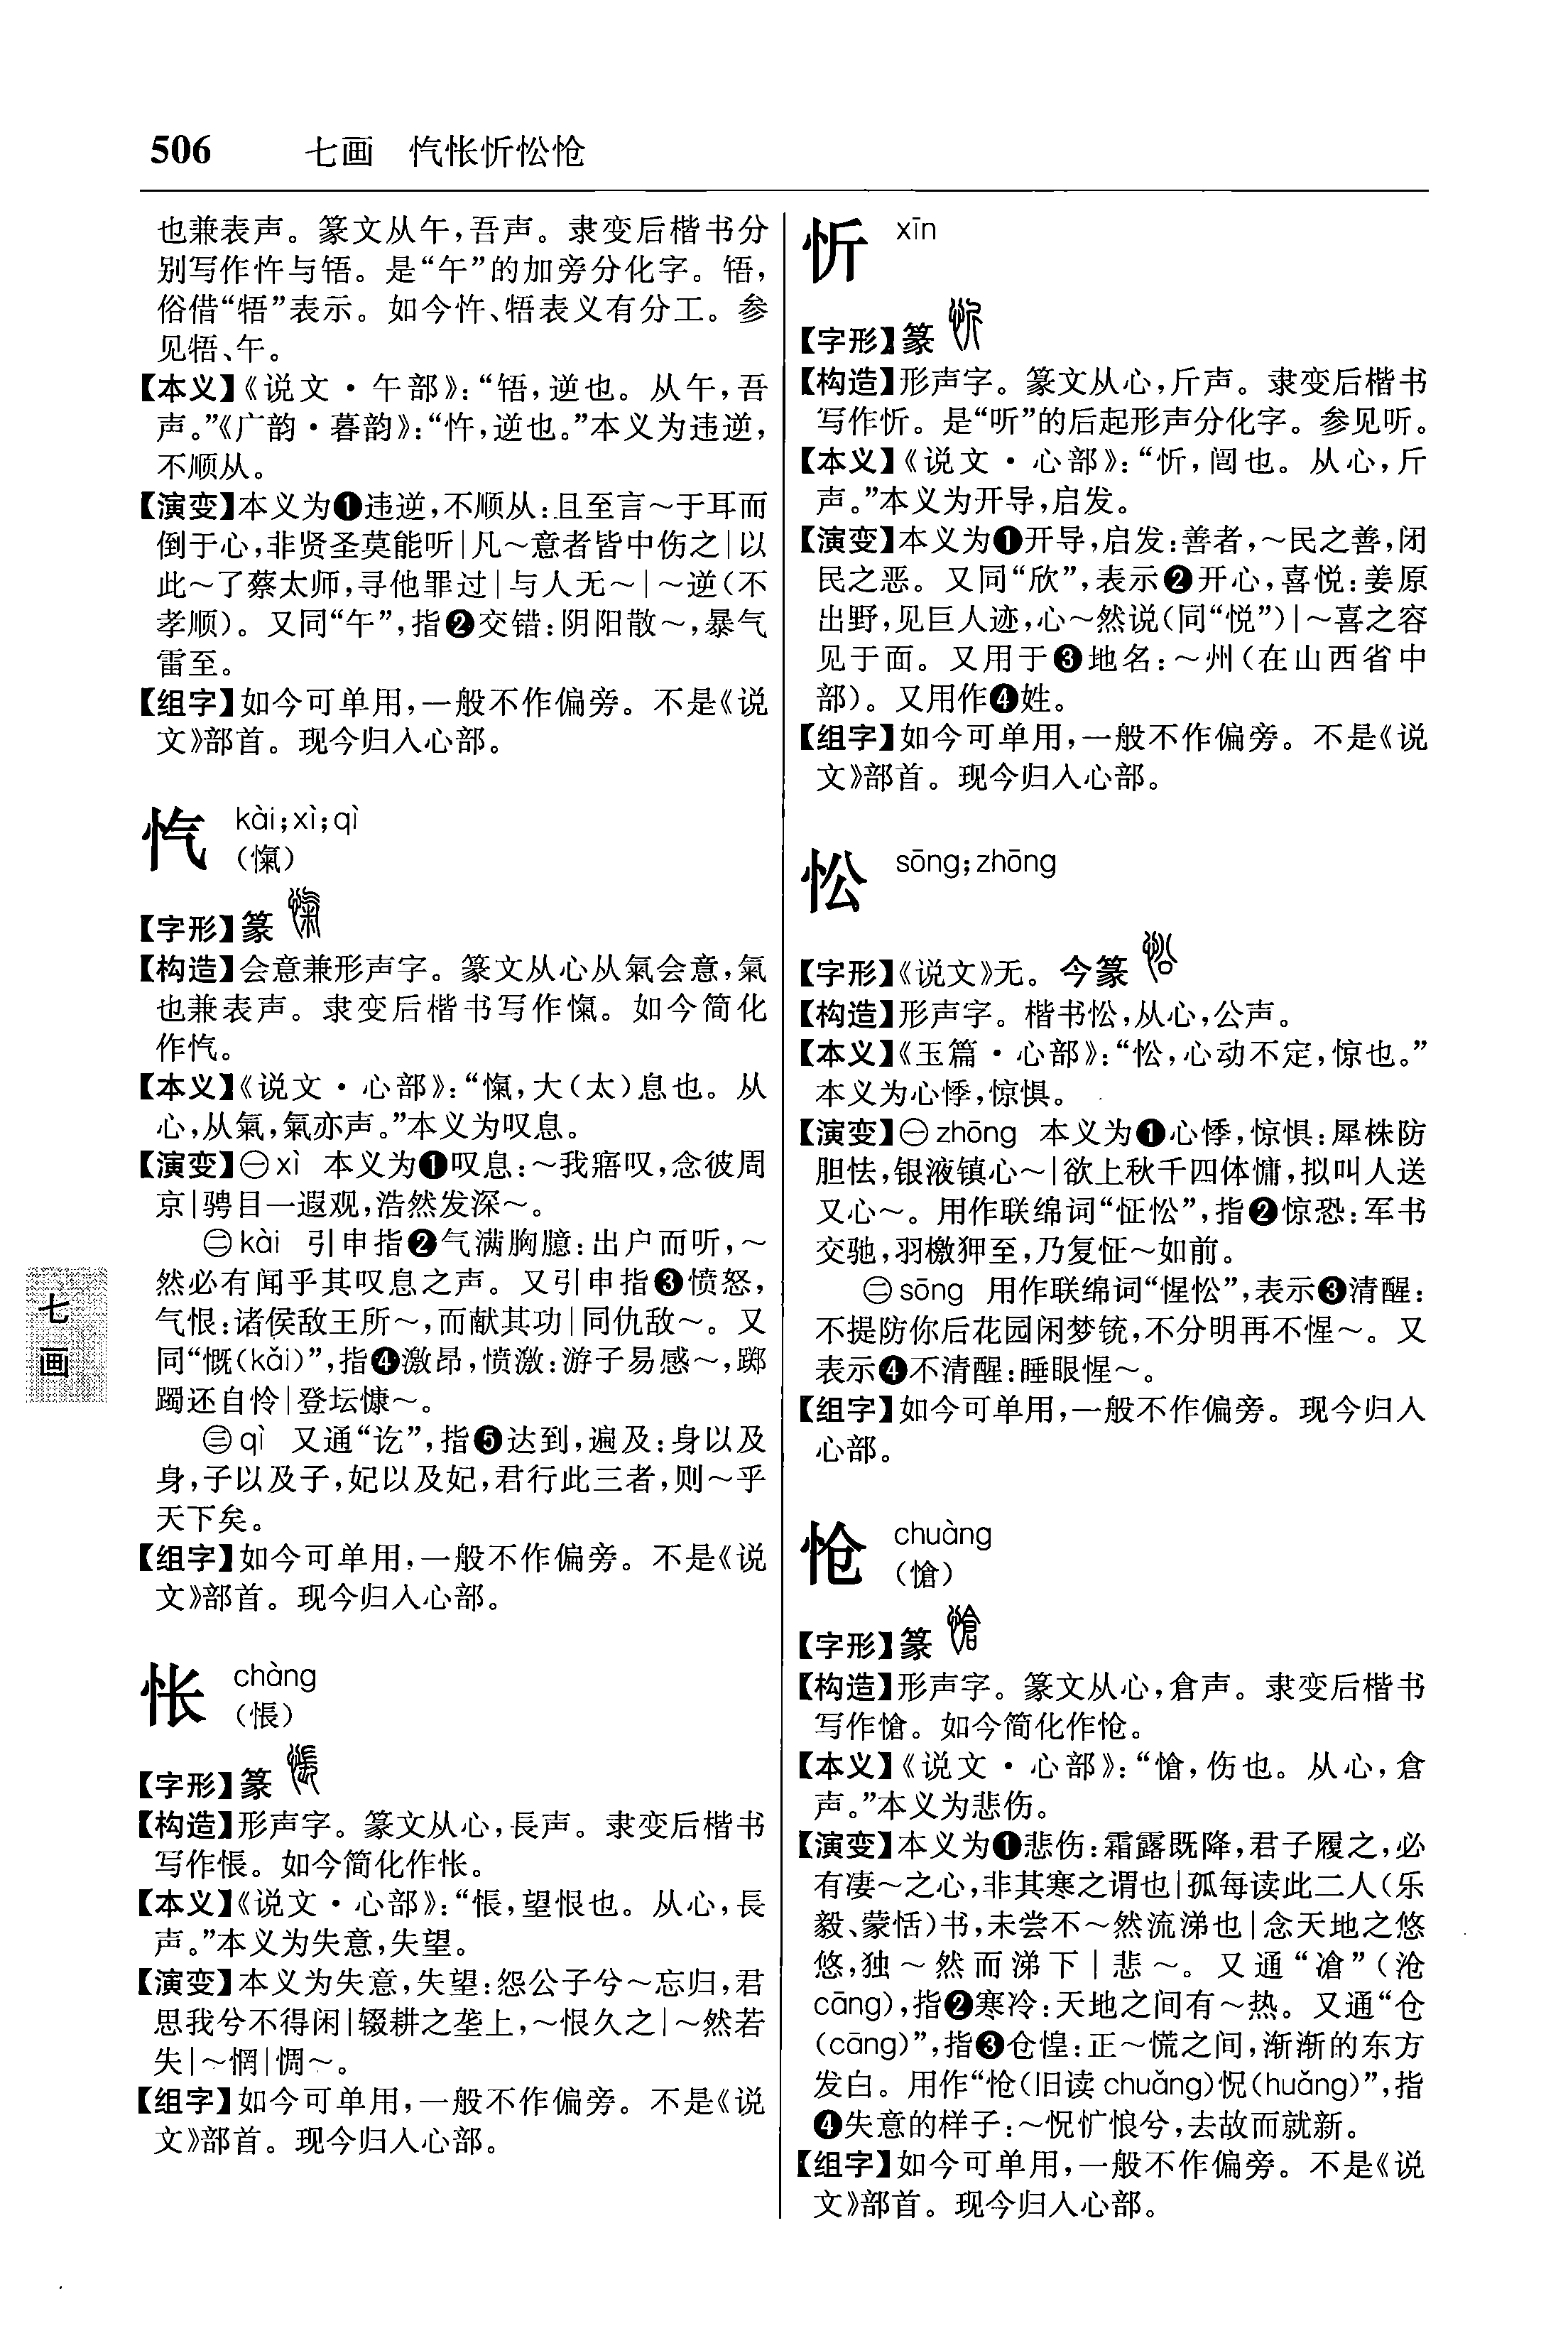 506 七画 忾怅忻忪怆
也兼表声。篆文从午,吾声。隶变后楷书分
别写作忤与啎。是“午”的加旁分化字。啎,
俗借“牾”表示。如今忤、牾表义有分工。参
见牾、午。
【本义】《说文·午部》:“啎,逆也。从午,吾
声。”《广韵·暮韵》:“忤,逆也。”本义为违逆,
不顺从。
【演变】本义为❶违逆,不顺从:且至言～于耳而
倒于心,非贤圣莫能听|凡～意者皆中伤之|以
此～了蔡太师,寻他罪过|与人无～|～逆(不
孝顺)。又同“午”,指❷交错:阴阳散～,暴气
雷至。
【组字】如今可单用,一般不作偏旁。不是《说
文》部首。现今归入心部。
忾 kài;xì;qì
(愾)
【字形】篆
【构造】会意兼形声字。篆文从心从氣会意,氣
也兼表声。隶变后楷书写作愾。如今简化
作忾。
【本义】《说文·心部》:“愾,大(太)息也。从
心,从氣,氣亦声。”本义为叹息。
【演变】㊀xì 本义为❶叹息:～我寤叹,念彼周
京|骋目一遐观,浩然发深～。
㊁kài 引申指❷气满胸臆:出户而听,～
然必有闻乎其叹息之声。又引申指❸愤怒,
气恨:诸侯敌王所～,而献其功|同仇敌～。又
同“慨(kǎi)”,指❹激昂,愤激:游子易感～,踯
躅还自怜|登坛慷～。
㊂qì 又通“讫”,指❺达到,遍及:身以及
身,子以及子,妃以及妃,君行此三者,则～乎
天下矣。
【组字】如今可单用,一般不作偏旁。不是《说
文》部首。现今归入心部。
怅 chàng
(悵)
【字形】篆
【构造】形声字。篆文从心,長声。隶变后楷书
写作悵。如今简化作怅。
【本义】《说文·心部》:“悵,望恨也。从心,長
声。”本义为失意,失望。
【演变】本义为失意,失望:怨公子兮～忘归,君
思我兮不得闲|辍耕之垄上,～恨久之|～然若
失|～惘|惆～。
【组字】如今可单用,一般不作偏旁。不是《说
文》部首。现今归入心部。
忻 xīn
【字形】篆
【构造】形声字。篆文从心,斤声。隶变后楷书
写作忻。是“听”的后起形声分化字。参见听。
【本义】《说文·心部》:“忻,闿也。从心,斤
声。”本义为开导,启发。
【演变】本义为❶开导,启发:善者,～民之善,闭
民之恶。又同“欣”,表示❷开心,喜悦:姜原
出野,见巨人迹,心～然说(同“悦”)|～喜之容
见于面。又用于❸地名:～州(在山西省中
部)。又用作❹姓。
【组字】如今可单用,一般不作偏旁。不是《说
文》部首。现今归入心部。
忪 sōng;zhōng
【字形】《说文》无。今篆
【构造】形声字。楷书忪,从心,公声。
【本义】《玉篇·心部》:“忪,心动不定,惊也。”
本义为心悸,惊惧。
【演变】㊀zhōng 本义为❶心悸,惊惧:犀株防
胆怯,银液镇心～|欲上秋千四体慵,拟叫人送
又心～。用作联绵词“怔忪”,指❷惊恐:军书
交驰,羽檄狎至,乃复怔～如前。
㊁sōng 用作联绵词“惺忪”,表示❸清醒:
不提防你后花园闲梦铳,不分明再不惺～。又
表示❹不清醒:睡眼惺～。
【组字】如今可单用,一般不作偏旁。现今归入
心部。
怆 chuàng
(愴)
【字形】篆
【构造】形声字。篆文从心,倉声。隶变后楷书
写作愴。如今简化作怆。
【本义】《说文·心部》:“愴,伤也。从心,倉
声。”本义为悲伤。
【演变】本义为❶悲伤:霜露既降,君子履之,必
有凄～之心,非其寒之谓也|孤每读此二人(乐
毅、蒙恬)书,未尝不～然流涕也|念天地之悠
悠,独～然而涕下|悲～。又通“凔”(沧
cāng),指❷寒冷:天地之间有～热。又通“仓
(cāng)”,指❸仓惶:正～慌之间,渐渐的东方
发白。用作“怆(旧读 chuǎng)怳(huǎng)”,指
❹失意的样子:～怳忹悢兮,去故而就新。
【组字】如今可单用,一般不作偏旁。不是《说
文》部首。现今归入心部。
七
画